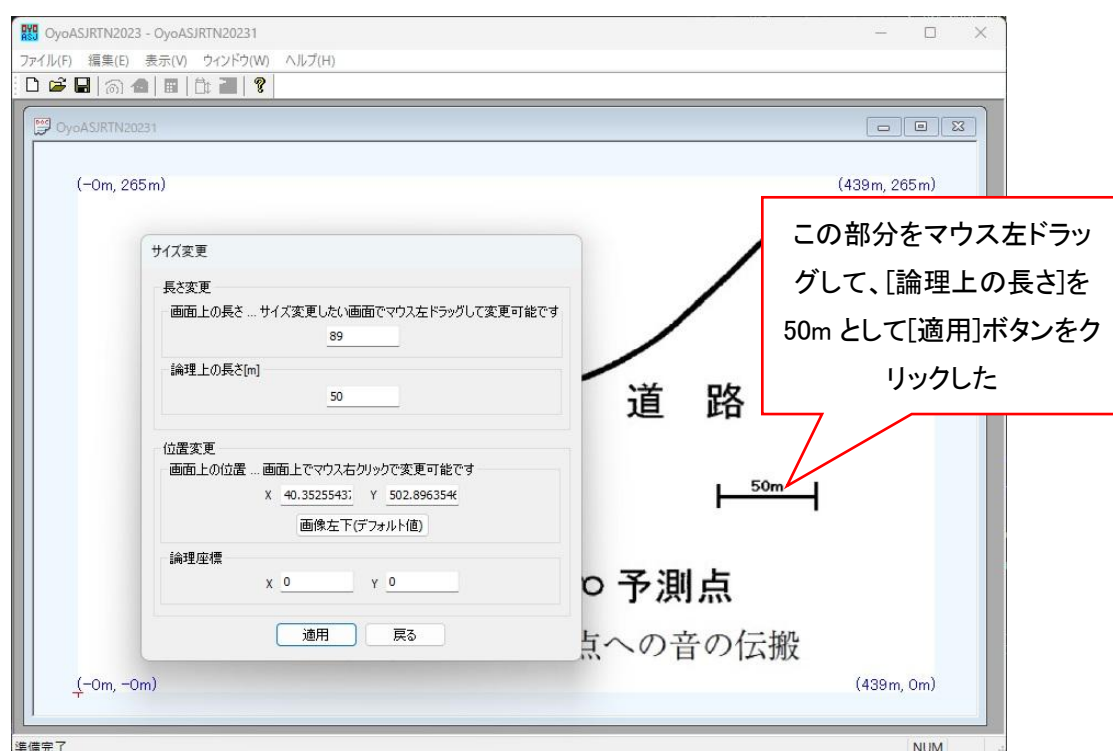 OyoASJRTN2023 - OyoASJRTN20231
ファイル(F) 編集(E) 表示(V) ウィンドウ(W) ヘルプ(H)
OyoASJRTN20231
(-0m, 265m)
(439m, 265m)
この部分をマウス左ドラッ
グして、[論理上の長さ]を
50m として[適用]ボタンをク
リックした
サイズ変更
長さ変更
画面上の長さ ... サイズ変更したい画面でマウス左ドラッグして変更可能です
89
論理上の長さ[m]
50
道 路
位置変更
画面上の位置 ... 画面上でマウス右クリックで変更可能です
X 40.35255437 Y 502.8963546
画像左下(デフォルト値)
50m
論理座標
X 0 Y 0
予測点
適用 戻る
点への音の伝搬
(-0m, -0m)
(439m, 0m)
準備完了
NUM